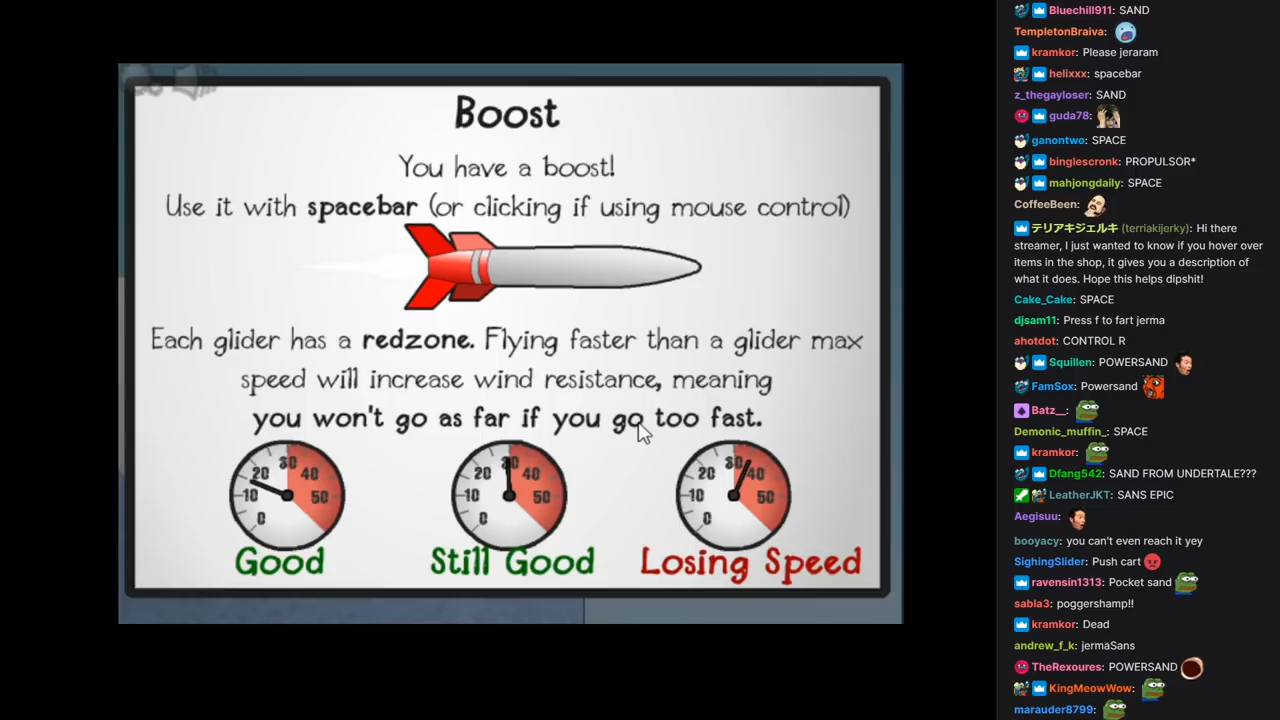 Boost
You have a boost!
Use it with spacebar (or clicking if using mouse control)
Each glider has a redzone. Flying faster than a glider max
speed will increase wind resistance, meaning
you won't go as far if you go too fast.
0 10 20 30 40 50
0 10 20 30 40 50
0 10 20 30 40 50
Good
Still Good
Losing Speed
Bluechill911: SAND
TempletonBraiva:
kramkor: Please jeraram
helixxx: spacebar
z_thegayloser: SAND
guda78:
ganontwo: SPACE
binglescronk: PROPULSOR*
mahjongdaily: SPACE
CoffeeBeen:
テリアキジェルキ (terriakijerky): Hi there
streamer, I just wanted to know if you hover over
items in the shop, it gives you a description of
what it does. Hope this helps dipshit!
Cake_Cake: SPACE
djsam11: Press f to fart jerma
ahotdot: CONTROL R
Squillen: POWERSAND
FamSox: Powersand
Batz__:
Demonic_muffin_: SPACE
kramkor:
Dfang542: SAND FROM UNDERTALE???
LeatherJKT: SANS EPIC
Aegisuu:
booyacy: you can't even reach it yey
SighingSlider: Push cart
ravensin1313: Pocket sand
sabla3: poggershamp!!
kramkor: Dead
andrew_f_k: jermaSans
TheRexoures: POWERSAND
KingMeowWow:
marauder8799: